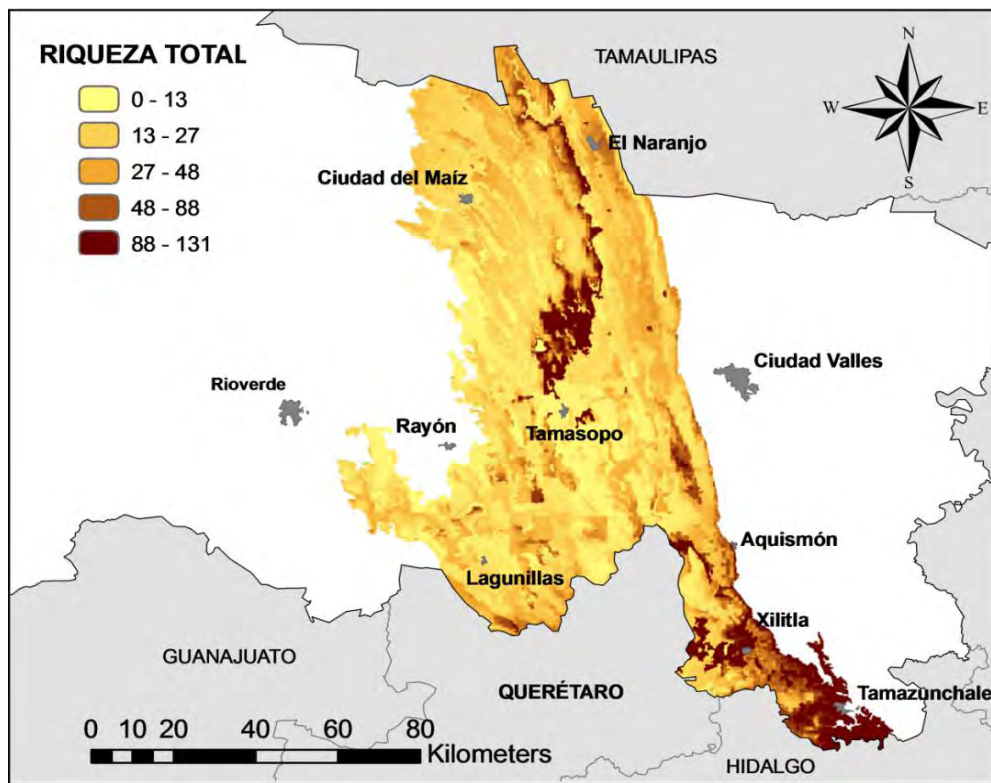 RIQUEZA TOTAL
0 - 13
13 - 27
27 - 48
48 - 88
88 - 131
TAMAULIPAS
N
W
E
S
El Naranjo
Ciudad del Maíz
Ciudad Valles
Rioverde
Rayón
Tamasopo
Aquismón
Lagunillas
Xilitla
GUANAJUATO
QUERÉTARO
Tamazunchale
HIDALGO
0 10 20 40 60 80
Kilometers